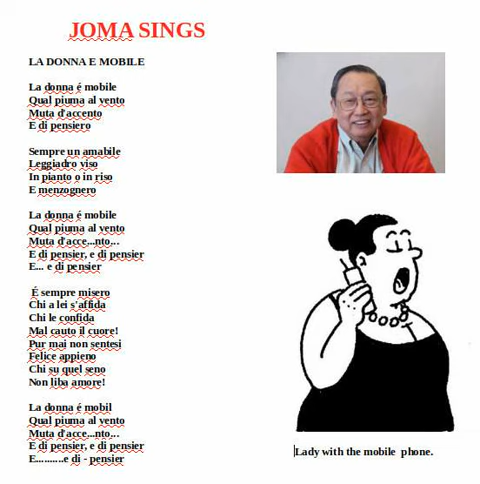 JOMA SINGS
LA DONNA E MOBILE
La donna é mobile
Qual piuma al vento
Muta d'accento
E di pensiero
Sempre un amabile
Leggiadro viso
In pianto o in riso
E menzognero
La donna é mobile
Qual piuma al vento
Muta d'acce...nto...
E di pensier, e di pensier
E... e di pensier
É sempre misero
Chi a lei s'affida
Chi le confida
Mal cauto il cuore!
Pur mai non sentesi
Felice appieno
Chi su quel seno
Non liba amore!
La donna é mobil
Qual piuma al vento
Muta d'acce...nto...
E di pensier, e di pensier
E.........e di - pensier
Lady with the mobile phone.